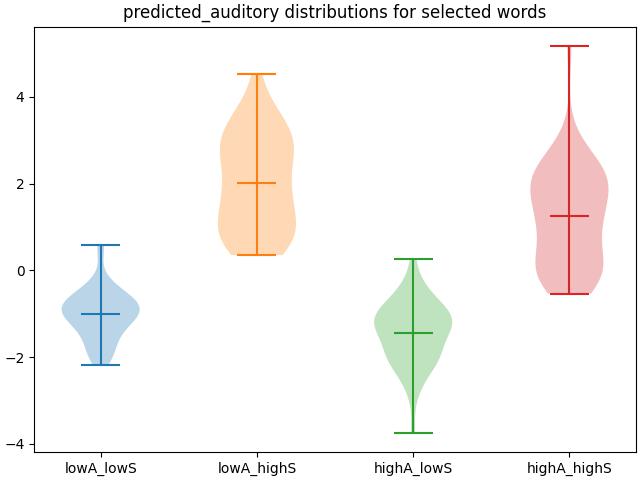 predicted_auditory distributions for selected words
4
2
0
−2
−4
lowA_lowS
lowA_highS
highA_lowS
highA_highS